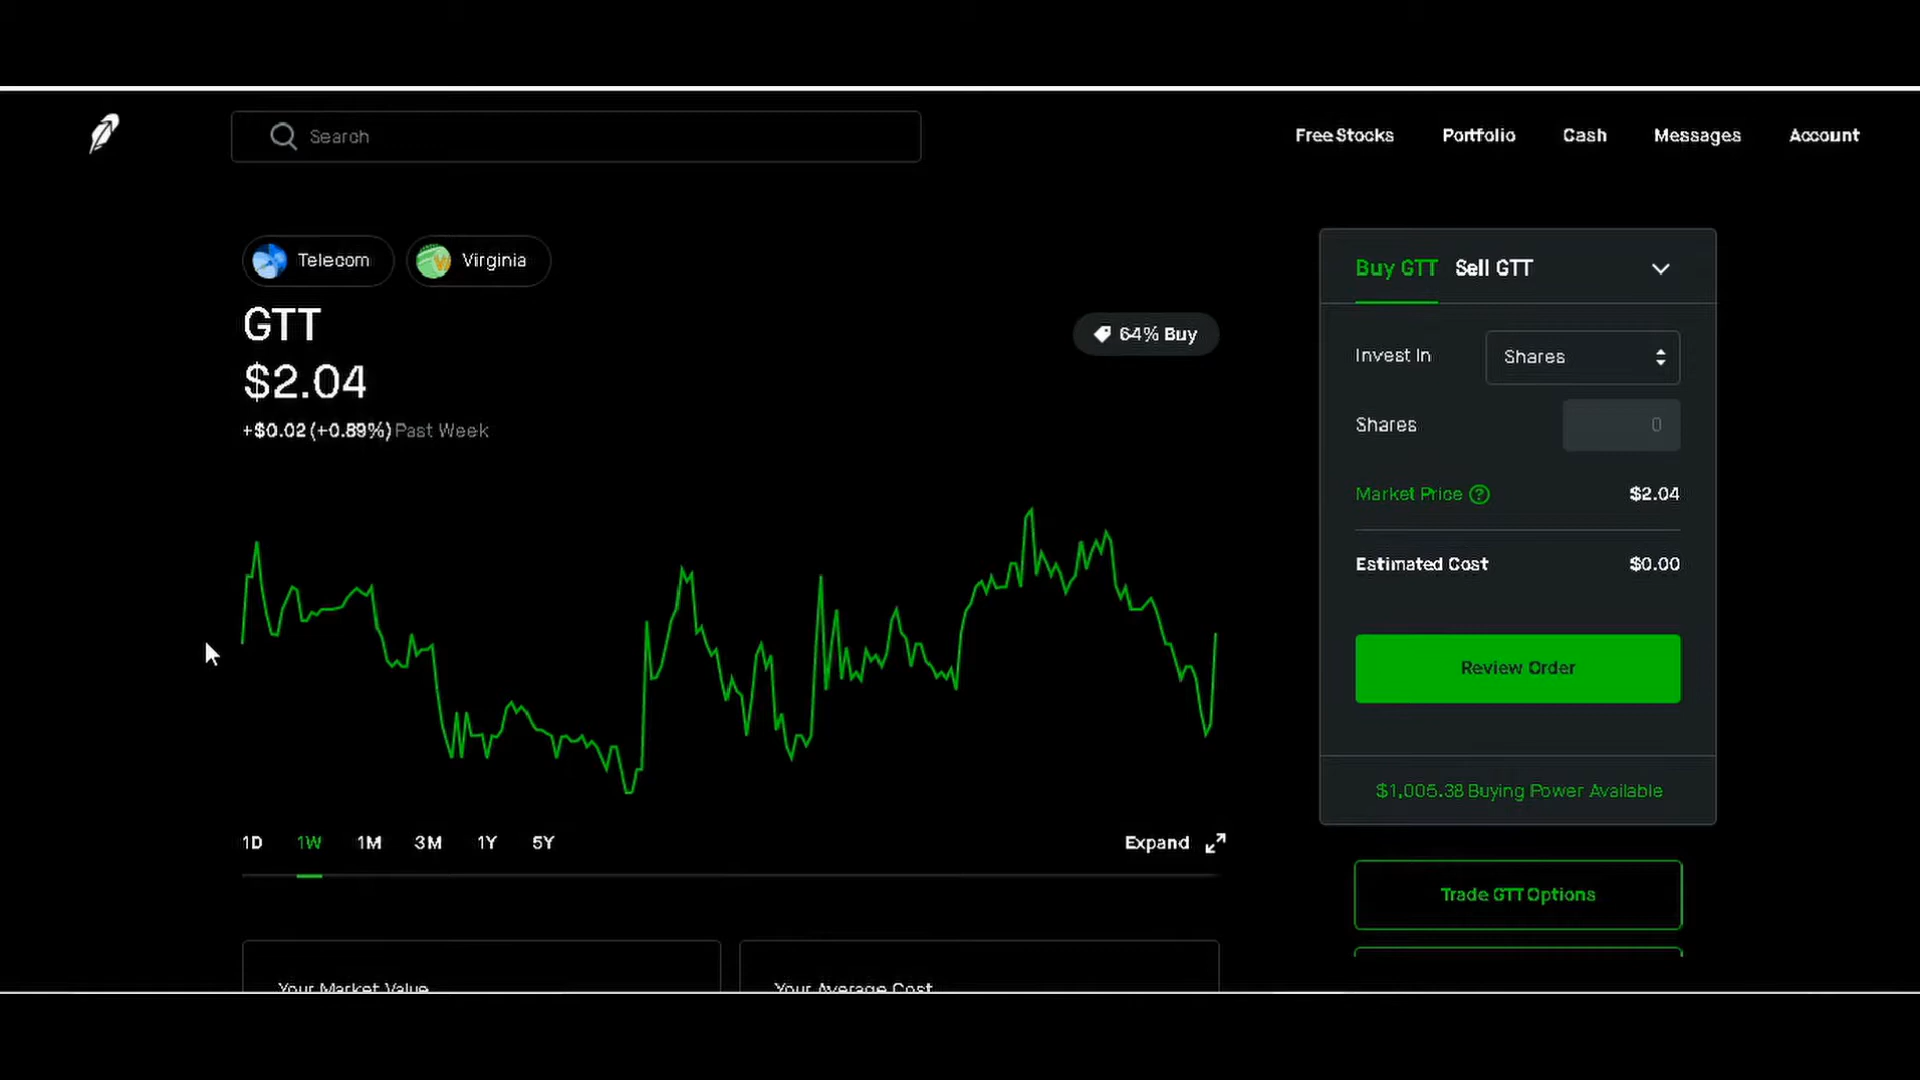 Search
Free Stocks Portfolio Cash Messages Account
Telecom Virginia
GTT
$2.04
+$0.02 (+0.89%) Past Week
64% Buy
1D 1W 1M 3M 1Y 5Y
Expand
Your Market Value
Your Average Cost
Buy GTT Sell GTT
Invest In Shares
Shares 0
Market Price ? $2.04
Estimated Cost $0.00
Review Order
$1,005.38 Buying Power Available
Trade GTT Options